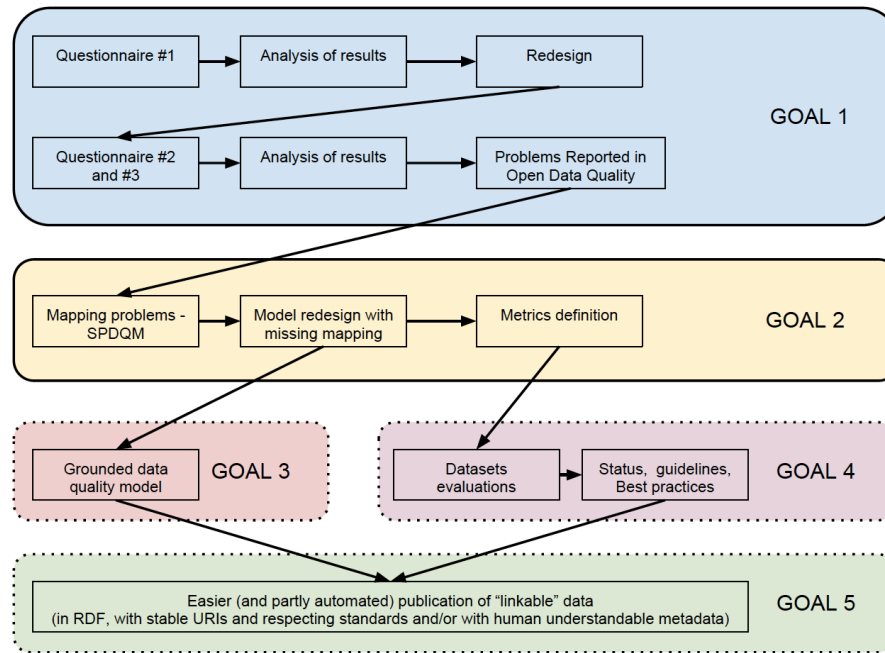 Questionnaire #1
Analysis of results
Redesign
GOAL 1
Questionnaire #2
and #3
Analysis of results
Problems Reported in
Open Data Quality
Mapping problems -
SPDQM
Model redesign with
missing mapping
Metrics definition
GOAL 2
Grounded data
quality model
GOAL 3
Datasets
evaluations
Status, guidelines,
Best practices
GOAL 4
Easier (and partly automated) publication of “linkable” data
(in RDF, with stable URIs and respecting standards and/or with human understandable metadata)
GOAL 5